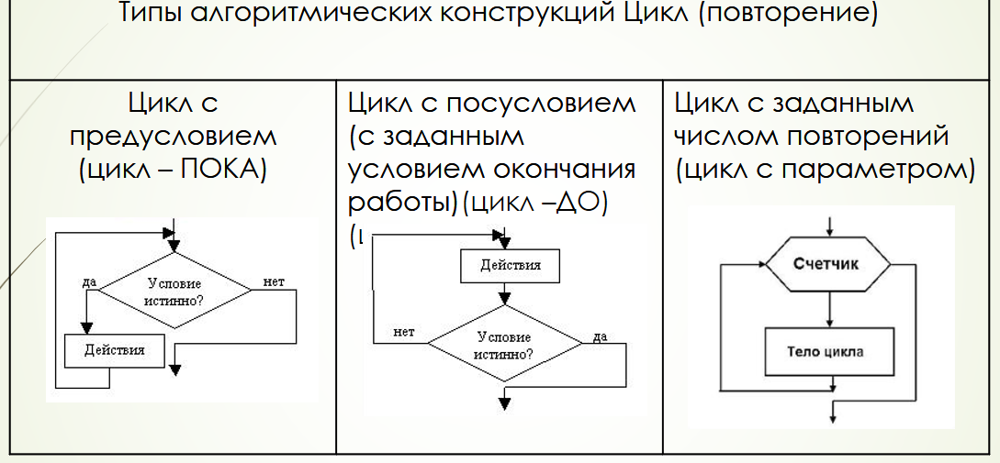 Типы алгоритмических конструкций Цикл (повторение)
Цикл с
предусловием
(цикл – ПОКА)
да
Условие
истинно?
нет
Действия
Цикл с посусловием
(с заданным
условием окончания
работы)(цикл –ДО)
(ц
Действия
нет
Условие
истинно?
да
Цикл с заданным
числом повторений
(цикл с параметром)
Счетчик
Тело цикла